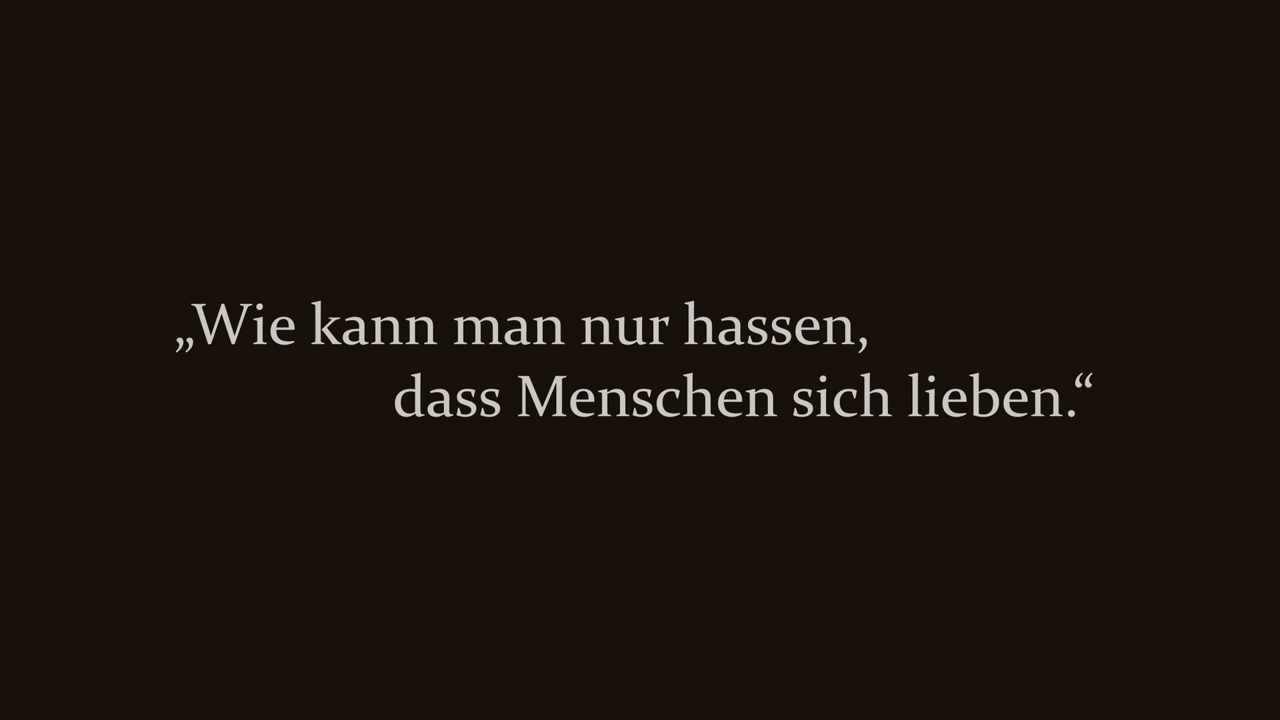 „Wie kann man nur hassen,
dass Menschen sich lieben.“